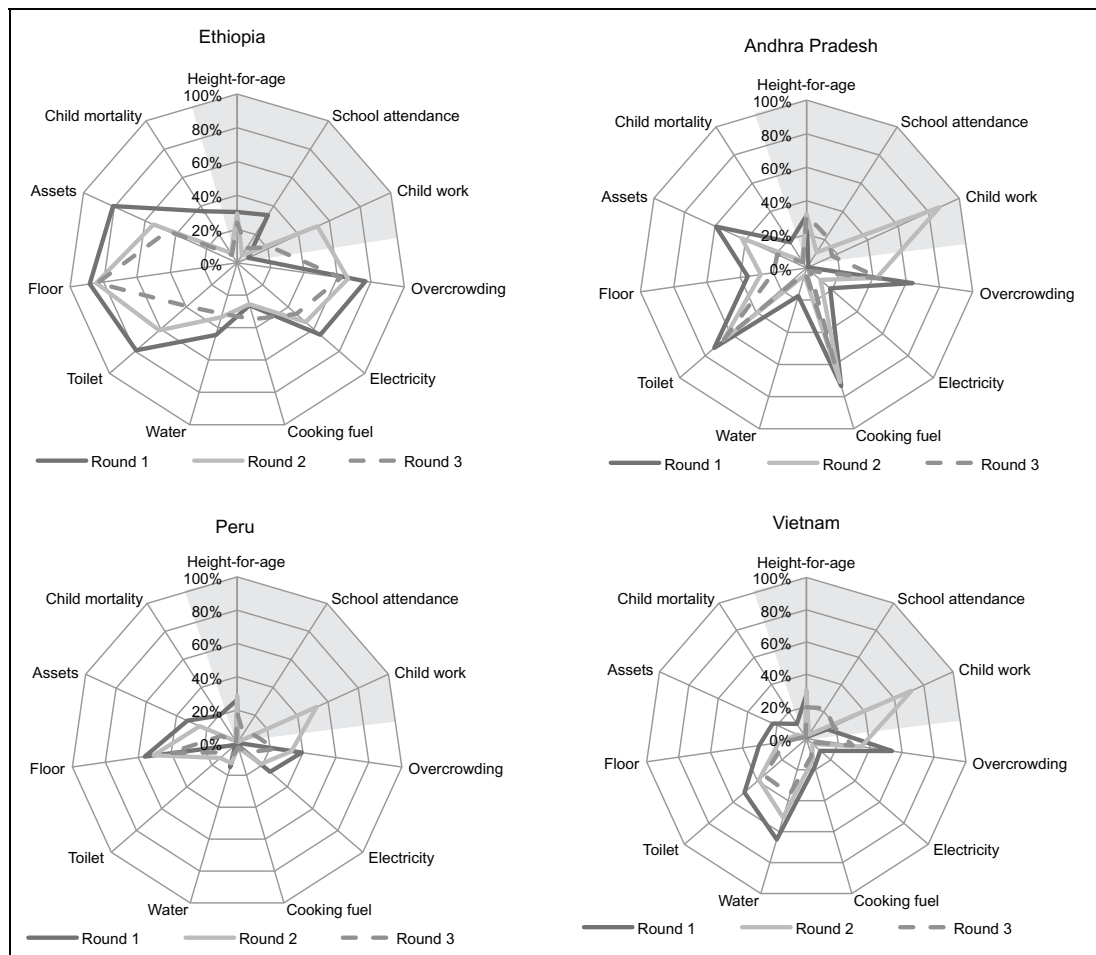 Ethiopia
Height-for-age
100%
80%
60%
40%
20%
0%
School attendance
Child work
Overcrowding
Electricity
Cooking fuel
Water
Toilet
Floor
Assets
Child mortality
Round 1 Round 2 Round 3
Andhra Pradesh
Height-for-age
100%
80%
60%
40%
20%
0%
School attendance
Child work
Overcrowding
Electricity
Cooking fuel
Water
Toilet
Floor
Assets
Child mortality
Round 1 Round 2 Round 3
Peru
Height-for-age
100%
80%
60%
40%
20%
0%
School attendance
Child work
Overcrowding
Electricity
Cooking fuel
Water
Toilet
Floor
Assets
Child mortality
Round 1 Round 2 Round 3
Vietnam
Height-for-age
100%
80%
60%
40%
20%
0%
School attendance
Child work
Overcrowding
Electricity
Cooking fuel
Water
Toilet
Floor
Assets
Child mortality
Round 1 Round 2 Round 3